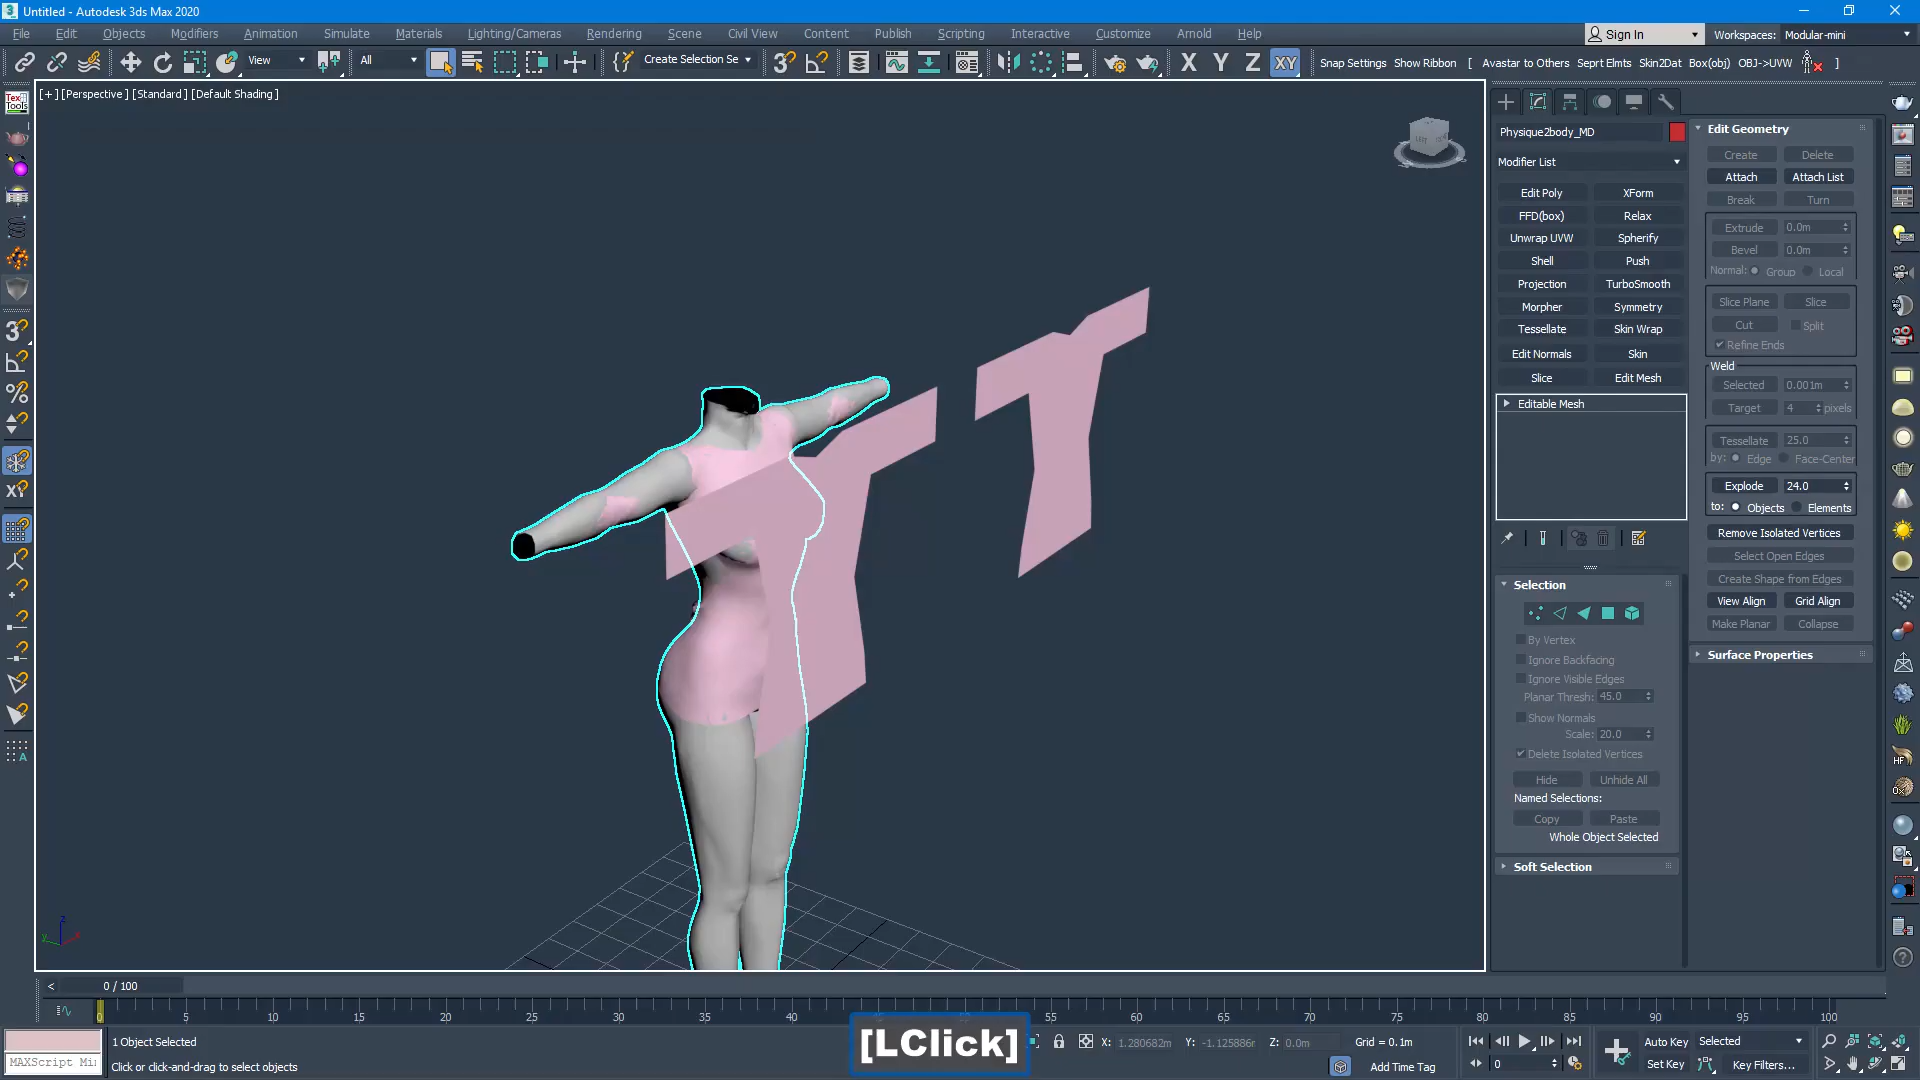 Untitled - Autodesk 3ds Max 2020
File Edit Objects Modifiers Animation Simulate Materials Lighting/Cameras Rendering Scene Civil View Content Publish Scripting Interactive Customize Arnold Help
Sign In
Workspaces: Modular-mini
View
All
Create Selection Se
X Y Z XY
Snap Settings Show Ribbon [ Avastar to Others Seprt Elmts Skin2Dat Box(obj) OBJ->UVW ]
[+] [Perspective ] [Standard ] [Default Shading ]
Physique2body_MD
Modifier List
Edit Poly XForm
FFD(box) Relax
Unwrap UVW Spherify
Shell Push
Projection TurboSmooth
Morpher Symmetry
Tessellate Skin Wrap
Edit Normals Skin
Slice Edit Mesh
Editable Mesh
Selection
By Vertex
Ignore Backfacing
Ignore Visible Edges
Planar Thresh: 45.0
Show Normals
Scale: 20.0
Delete Isolated Vertices
Hide Unhide All
Named Selections:
Copy Paste
Whole Object Selected
Soft Selection
Edit Geometry
Create Delete
Attach Attach List
Break Turn
Extrude 0.0m
Bevel 0.0m
Normal: Group Local
Slice Plane Slice
Cut Split
Refine Ends
Weld
Selected 0.001m
Target 4 pixels
Tessellate 25.0
by: Edge Face-Center
Explode 24.0
to: Objects Elements
Remove Isolated Vertices
Select Open Edges
Create Shape from Edges
View Align Grid Align
Make Planar Collapse
Surface Properties
0 / 100
0 5 10 15 20 25 30 35 40 45 55 60 65 70 75 80 85 90 95 100
1 Object Selected
MAXScript Mi
Click or click-and-drag to select objects
[LClick]
X: 1.280682m Y: -1.125886m Z: 0.0m Grid = 0.1m
Add Time Tag
0
Auto Key Selected
Set Key Key Filters...